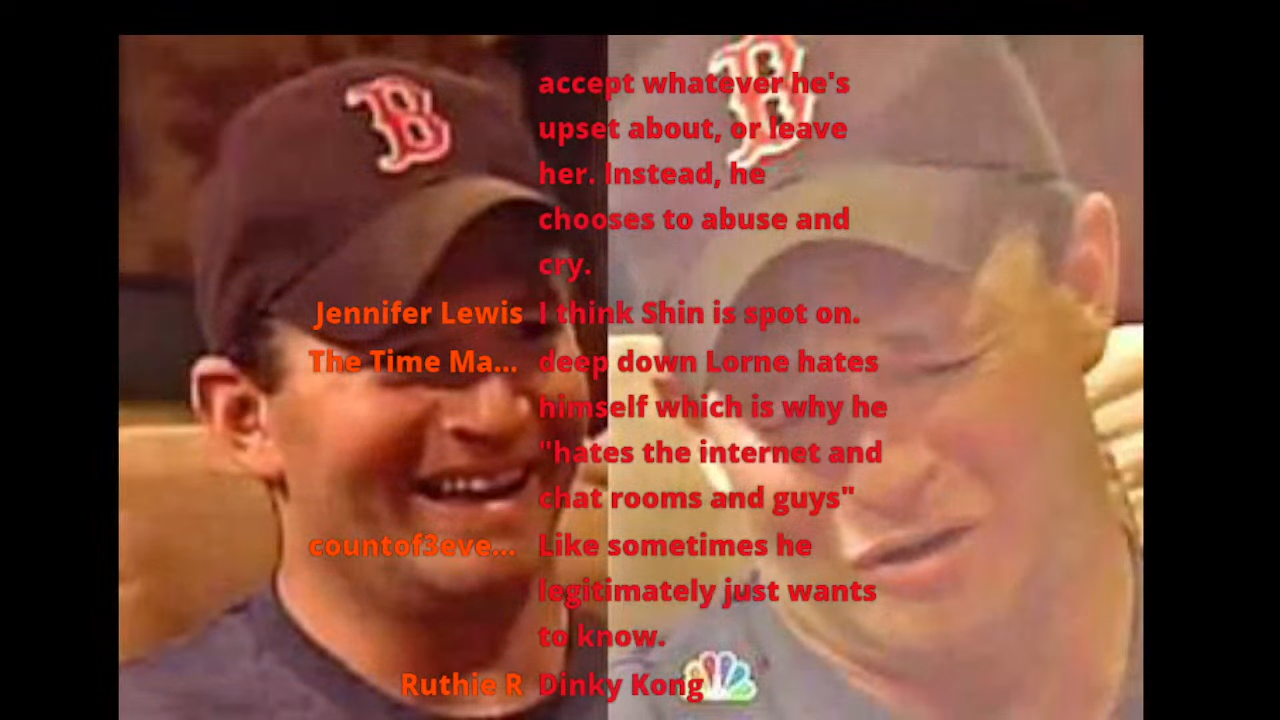 accept whatever he's
upset about, or leave
her. Instead, he
chooses to abuse and
cry.
Jennifer Lewis I think Shin is spot on.
The Time Ma... deep down Lorne hates
himself which is why he
"hates the internet and
chat rooms and guys"
countof3eve... Like sometimes he
legitimately just wants
to know.
Ruthie R Dinky Kong
B
B